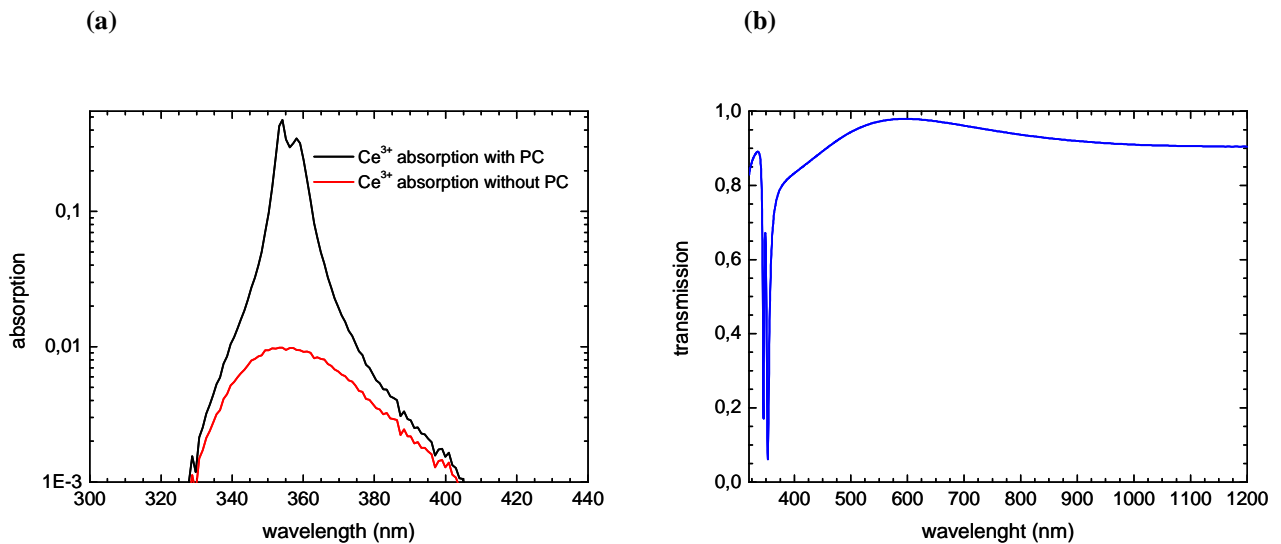 (a)
(b)
absorption
0,1
0,01
1E-3
300 320 340 360 380 400 420 440
wavelength (nm)
Ce³⁺ absorption with PC
Ce³⁺ absorption without PC
transmission
1,0
0,8
0,6
0,4
0,2
0,0
400 500 600 700 800 900 1000 1100 1200
wavelenght (nm)